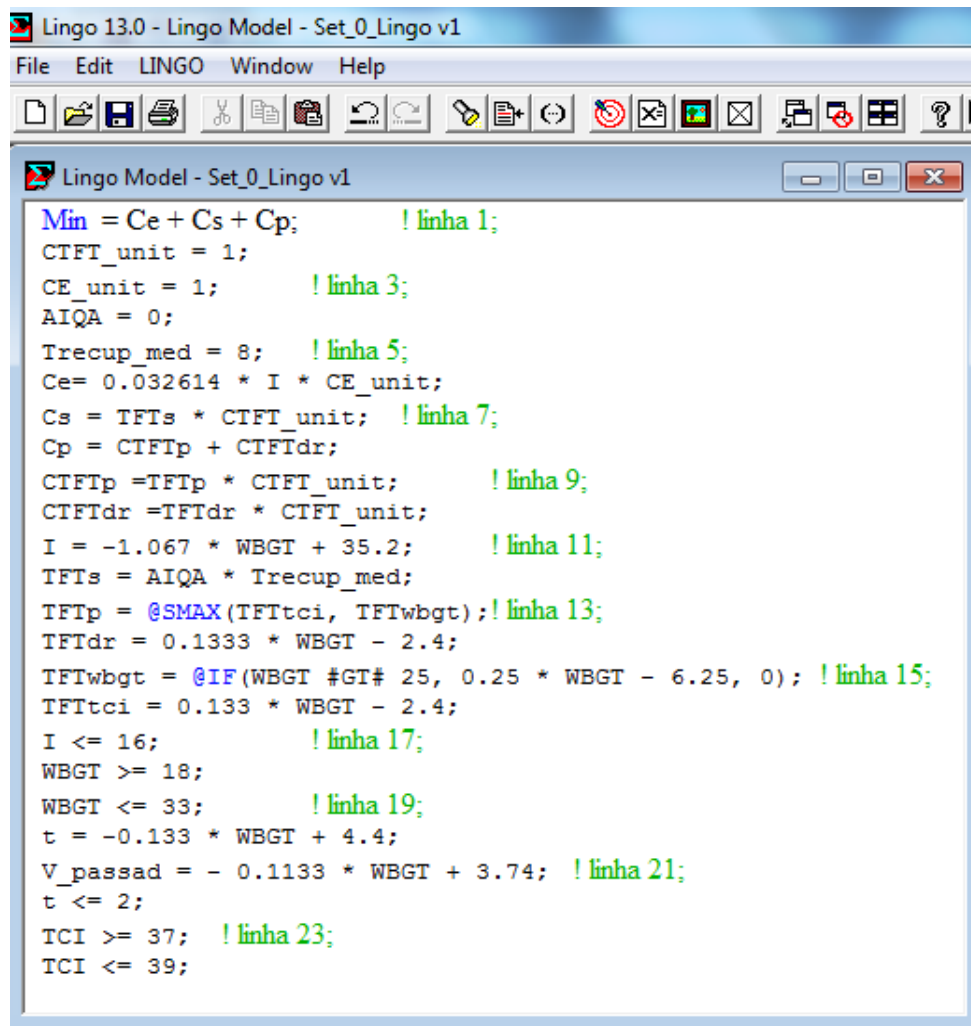 Lingo 13.0 - Lingo Model - Set_0_Lingo v1
File Edit LINGO Window Help
Lingo Model - Set_0_Lingo v1
Min = Ce + Cs + Cp; ! linha 1;
CTFT_unit = 1;
CE_unit = 1; ! linha 3;
AIQA = 0;
Trecup_med = 8; ! linha 5;
Ce= 0.032614 * I * CE_unit;
Cs = TFTs * CTFT_unit; ! linha 7;
Cp = CTFTp + CTFTdr;
CTFTp =TFTp * CTFT_unit; ! linha 9;
CTFTdr =TFTdr * CTFT_unit;
I = -1.067 * WBGT + 35.2; ! linha 11;
TFTs = AIQA * Trecup_med;
TFTp = @SMAX(TFTtci, TFTwbgt);! linha 13;
TFTdr = 0.1333 * WBGT - 2.4;
TFTwbgt = @IF(WBGT #GT# 25, 0.25 * WBGT - 6.25, 0); ! linha 15;
TFTtci = 0.133 * WBGT - 2.4;
I <= 16; ! linha 17;
WBGT >= 18;
WBGT <= 33; ! linha 19;
t = -0.133 * WBGT + 4.4;
V_passad = - 0.1133 * WBGT + 3.74; ! linha 21;
t <= 2;
TCI >= 37; ! linha 23;
TCI <= 39;